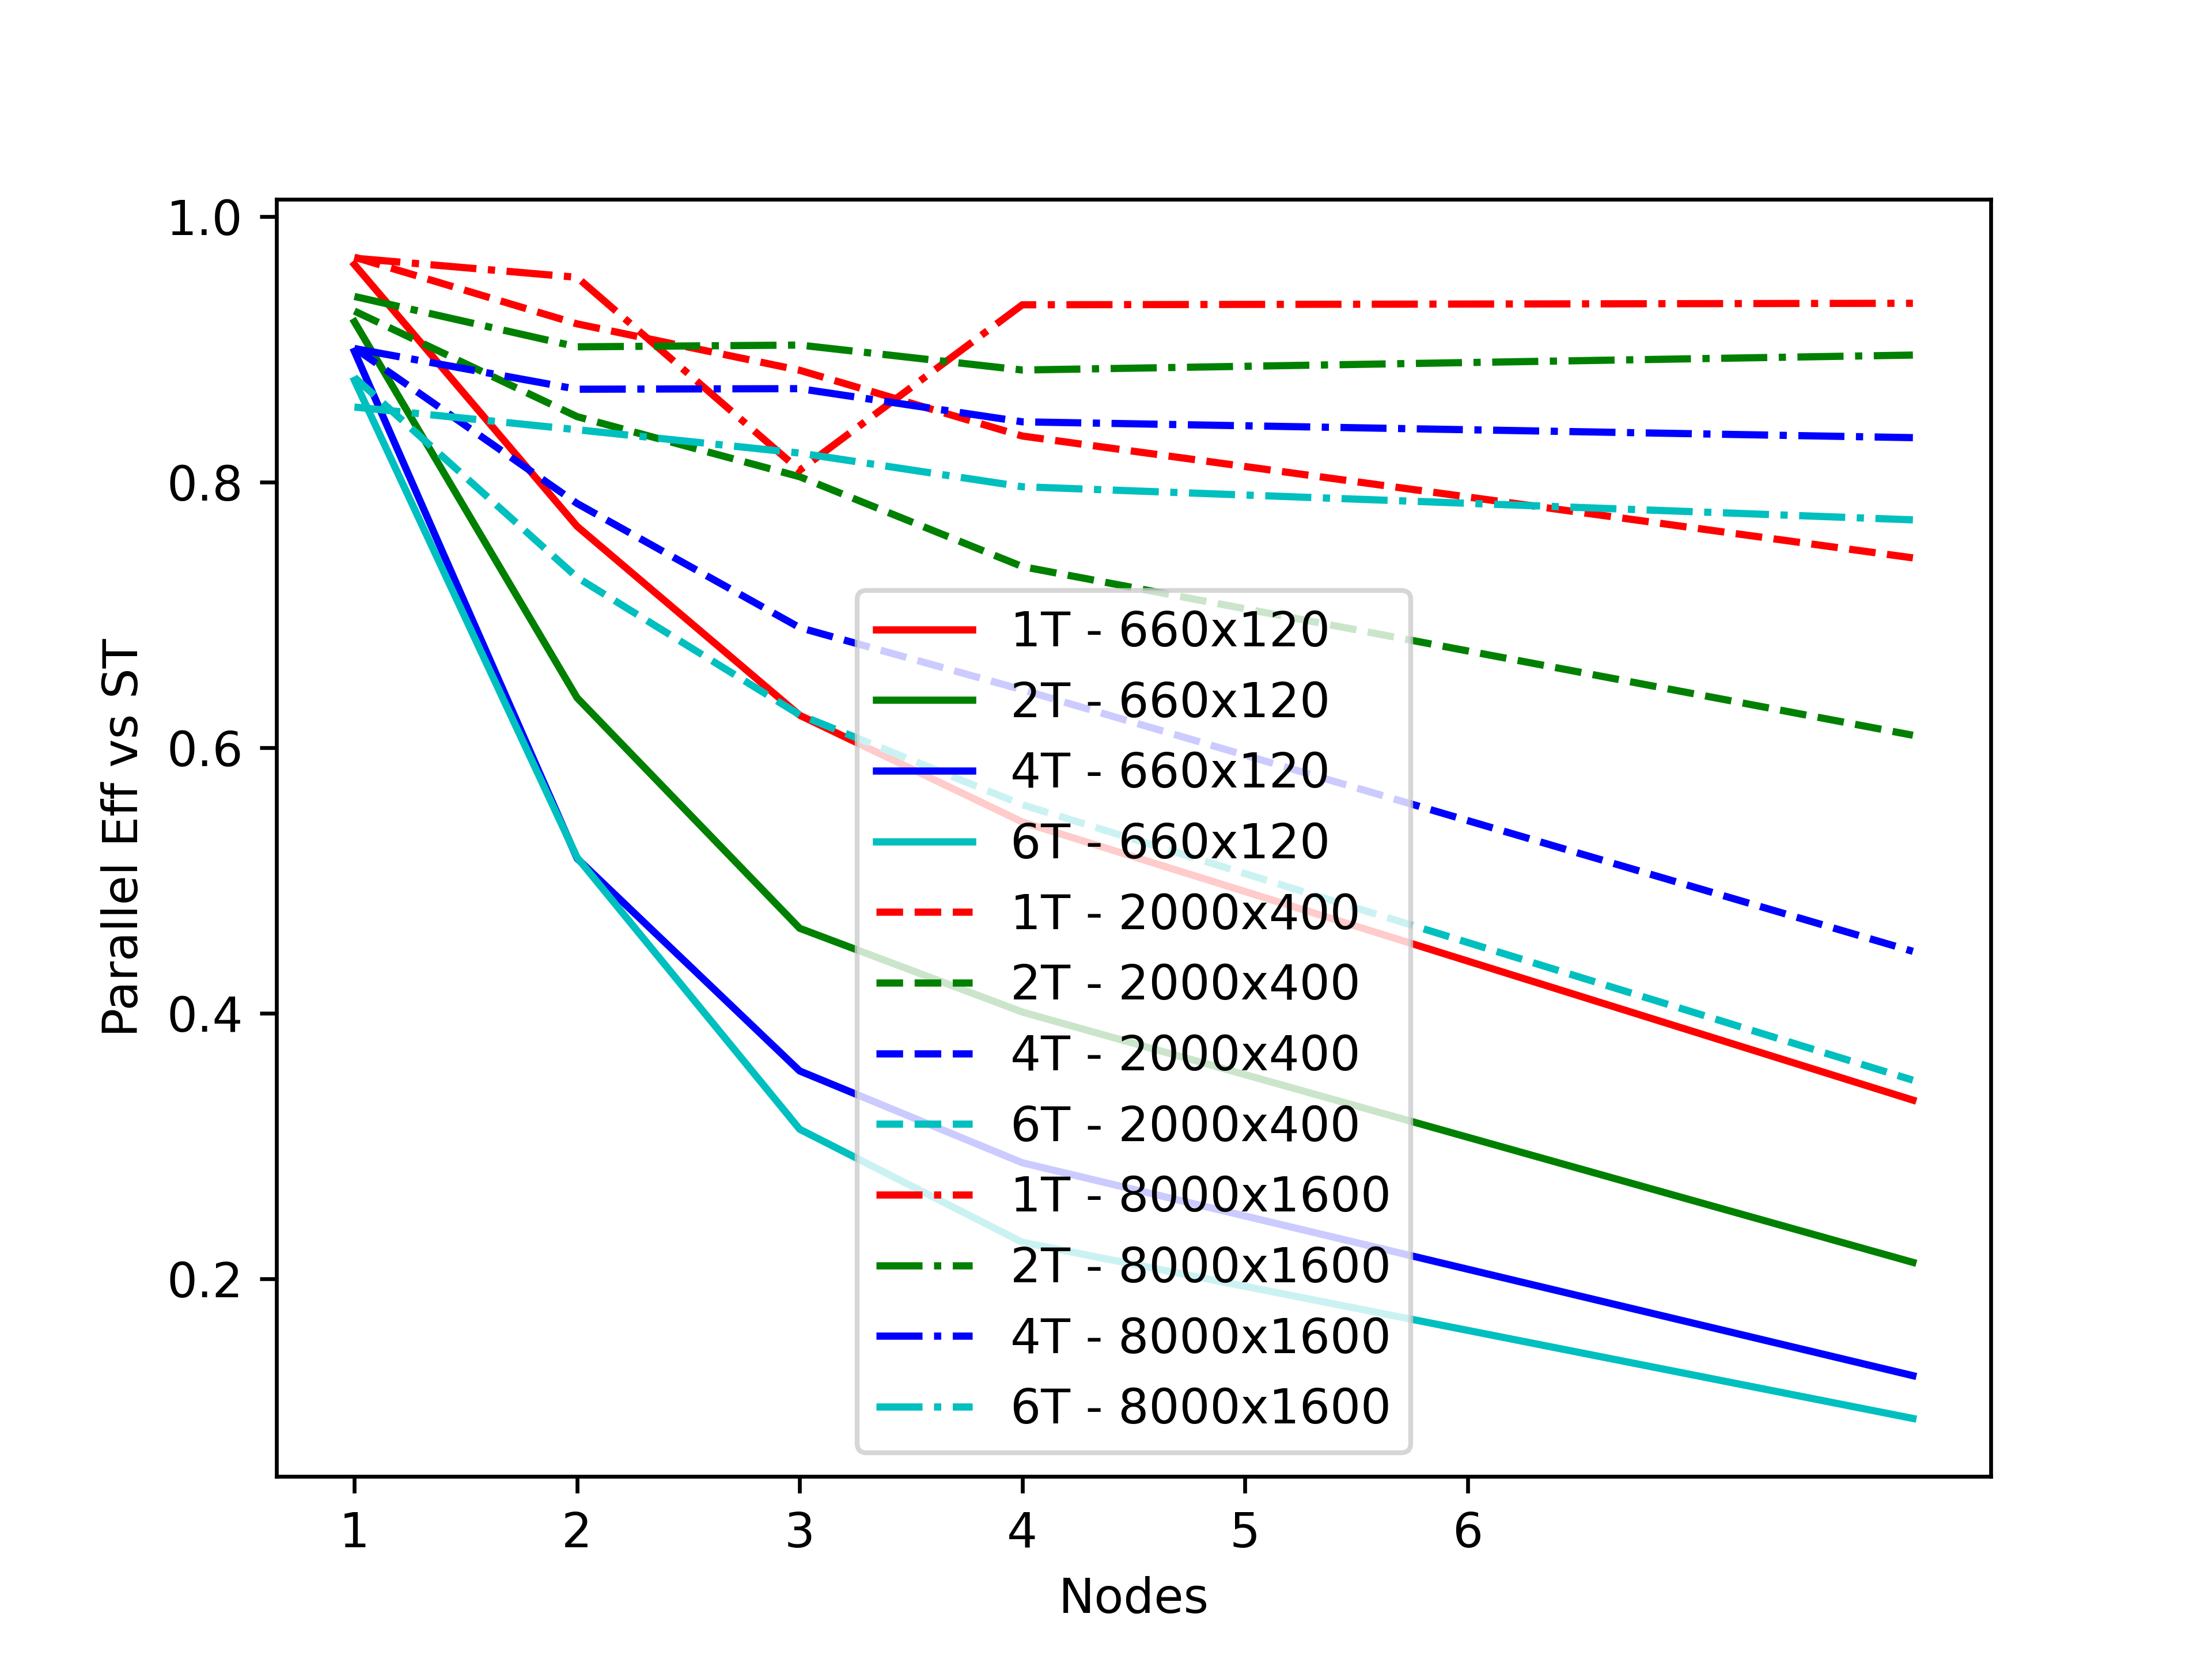 1.0
0.8
0.6
0.4
0.2
Parallel Eff vs ST
1T - 660x120
2T - 660x120
4T - 660x120
6T - 660x120
1T - 2000x400
2T - 2000x400
4T - 2000x400
6T - 2000x400
1T - 8000x1600
2T - 8000x1600
4T - 8000x1600
6T - 8000x1600
1 2 3 4 5 6
Nodes